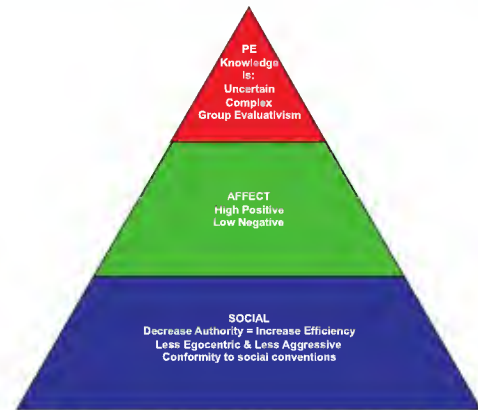 PE
Knowledge
is:
Uncertain
Complex
Group Evaluativism
AFFECT
High Positive
Low Negative
SOCIAL
Decrease Authority = Increase Efficiency
Less Egocentric & Less Aggressive
Conformity to social conventions